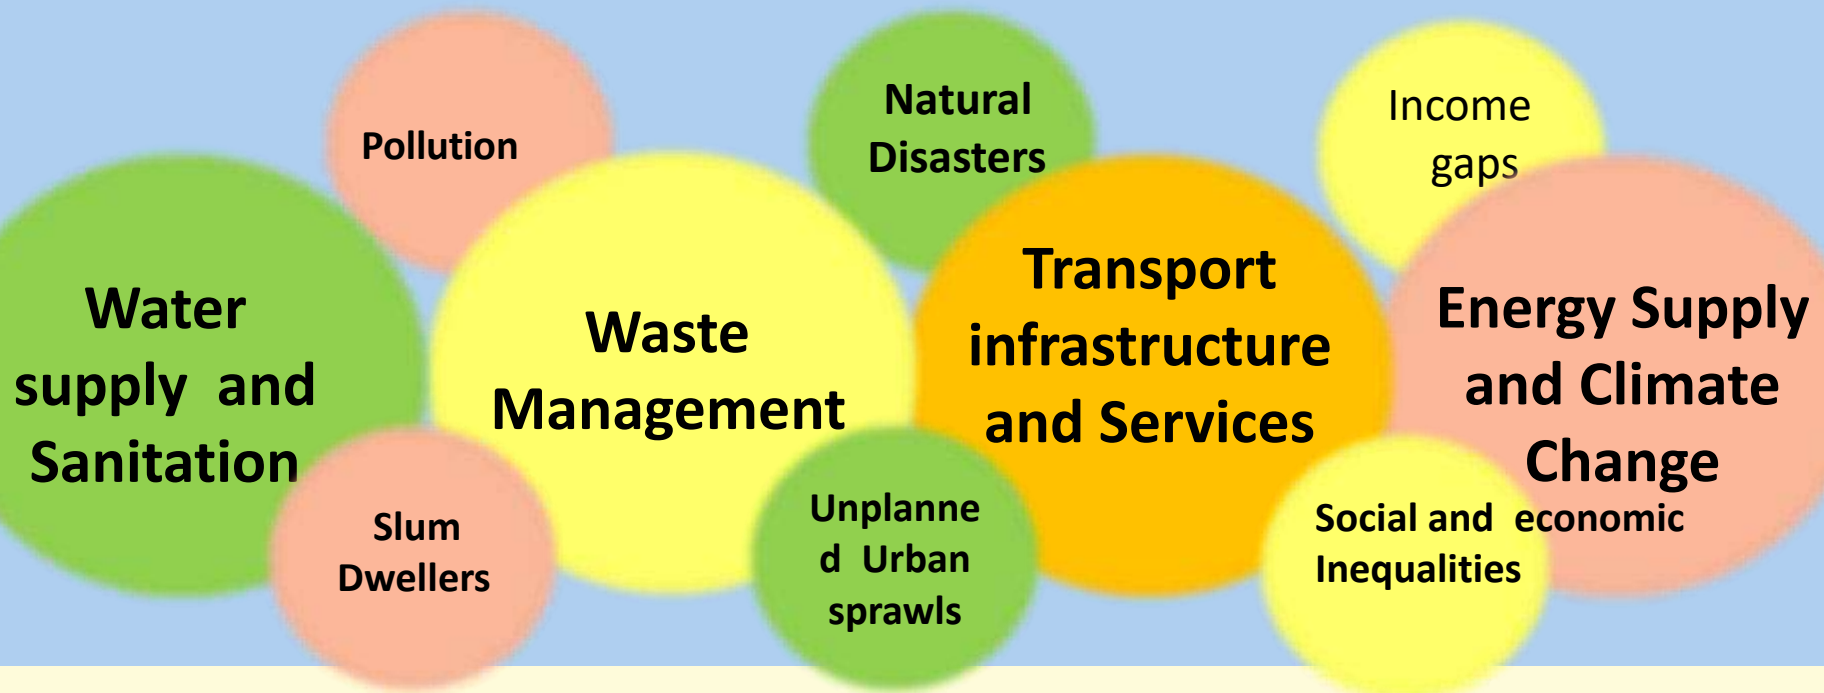 Pollution
Natural
Disasters
Income
gaps
Water
supply and
Sanitation
Waste
Management
Transport
infrastructure
and Services
Energy Supply
and Climate
Change
Slum
Dwellers
Unplanne
d Urban
sprawls
Social and economic
Inequalities